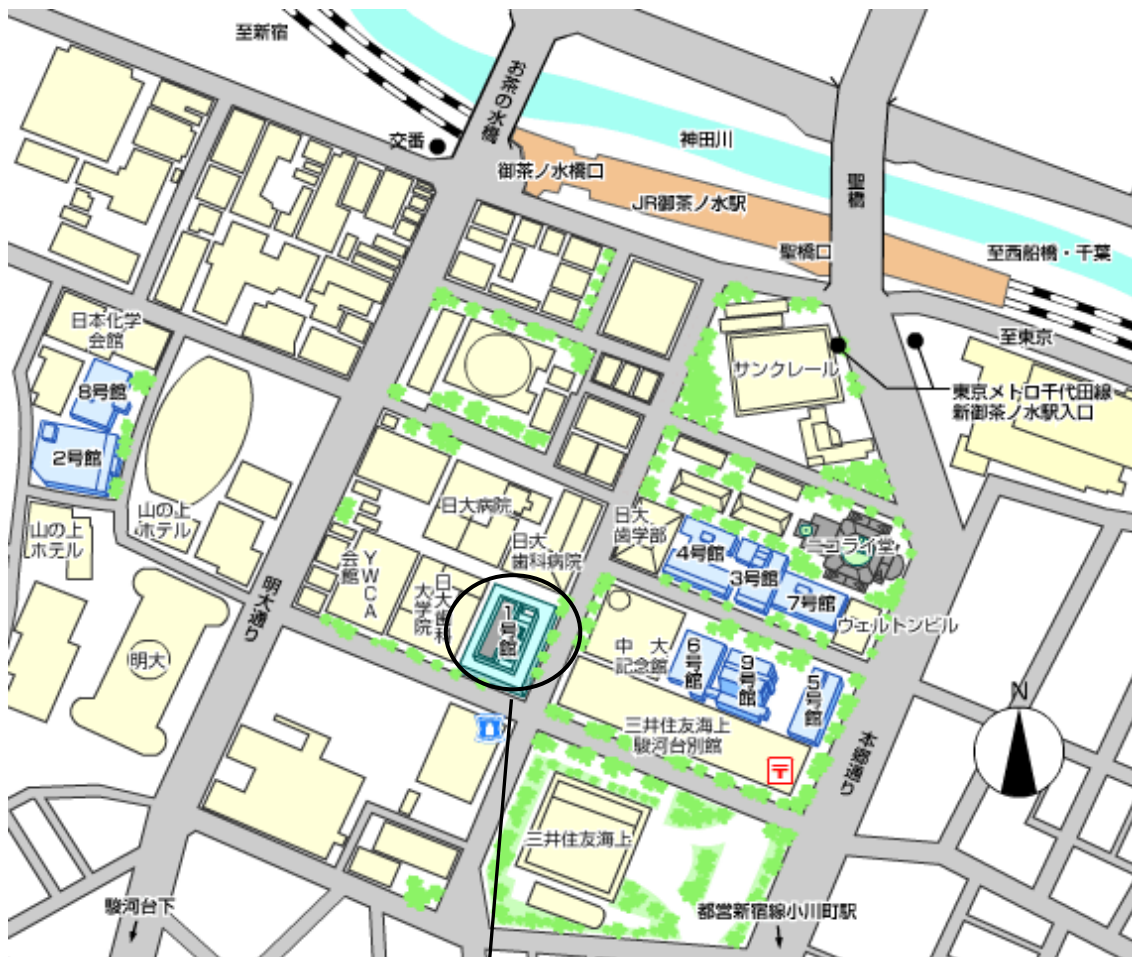 至新宿
お茶の水橋
交番
神田川
御茶ノ水橋口
JR御茶ノ水駅
聖橋
聖橋口
至西船橋・千葉
至東京
日本化学
会館
サンクレール
東京メトロ千代田線
新御茶ノ水駅入口
8号館
2号館
山の上
ホテル
山の上
ホテル
日大病院
日大
歯科病院
日大
歯学部
4号館
3号館
7号館
ニコライ堂
ヴェルトンビル
YWCA
会館
日大歯科
大学院
1号館
中大
記念館
6号館
9号館
5号館
明大通り
明大
三井住友海上
駿河台別館
〒
本郷通り
N
三井住友海上
駿河台下
都営新宿線小川町駅